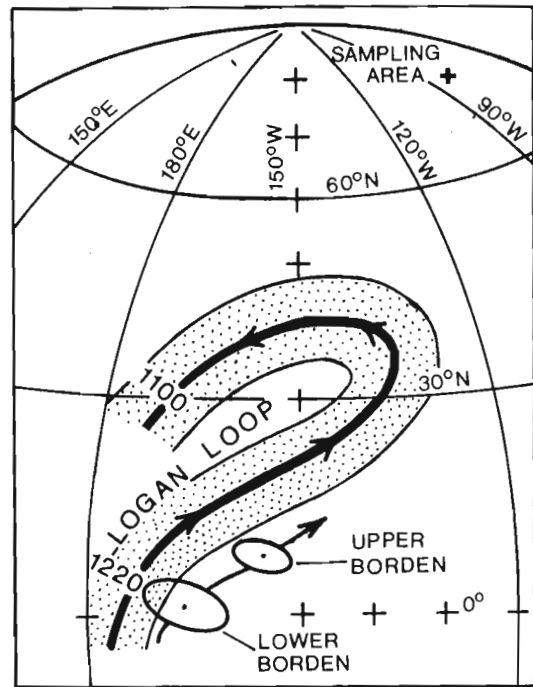 SAMPLING
AREA
150°E
180°E
150°W
120°W
90°W
60°N
30°N
1100
LOGAN LOOP
1220
UPPER
BORDEN
0°
LOWER
BORDEN